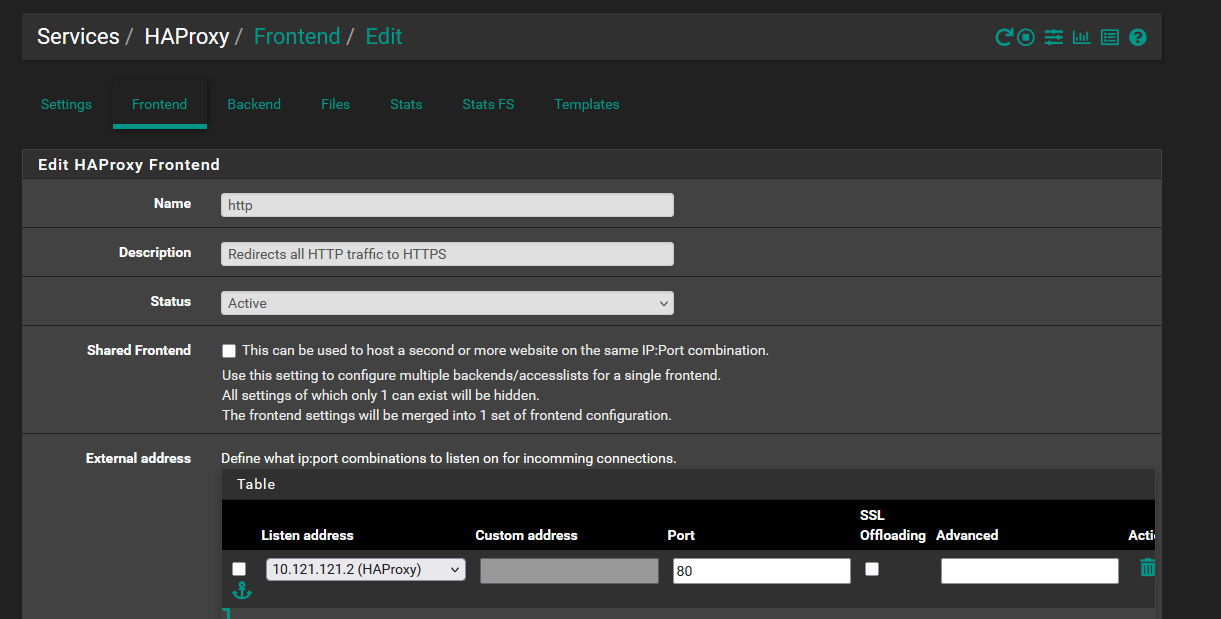 Services / HAProxy / Frontend / Edit
Settings Frontend Backend Files Stats Stats FS Templates
Edit HAProxy Frontend
Name http
Description Redirects all HTTP traffic to HTTPS
Status Active
Shared Frontend This can be used to host a second or more website on the same IP:Port combination.
Use this setting to configure multiple backends/accesslists for a single frontend.
All settings of which only 1 can exist will be hidden.
The frontend settings will be merged into 1 set of frontend configuration.
External address Define what ip:port combinations to listen on for incomming connections.
Table
Listen address Custom address Port SSL Offloading Advanced Acti
10.121.121.2 (HAProxy) 80